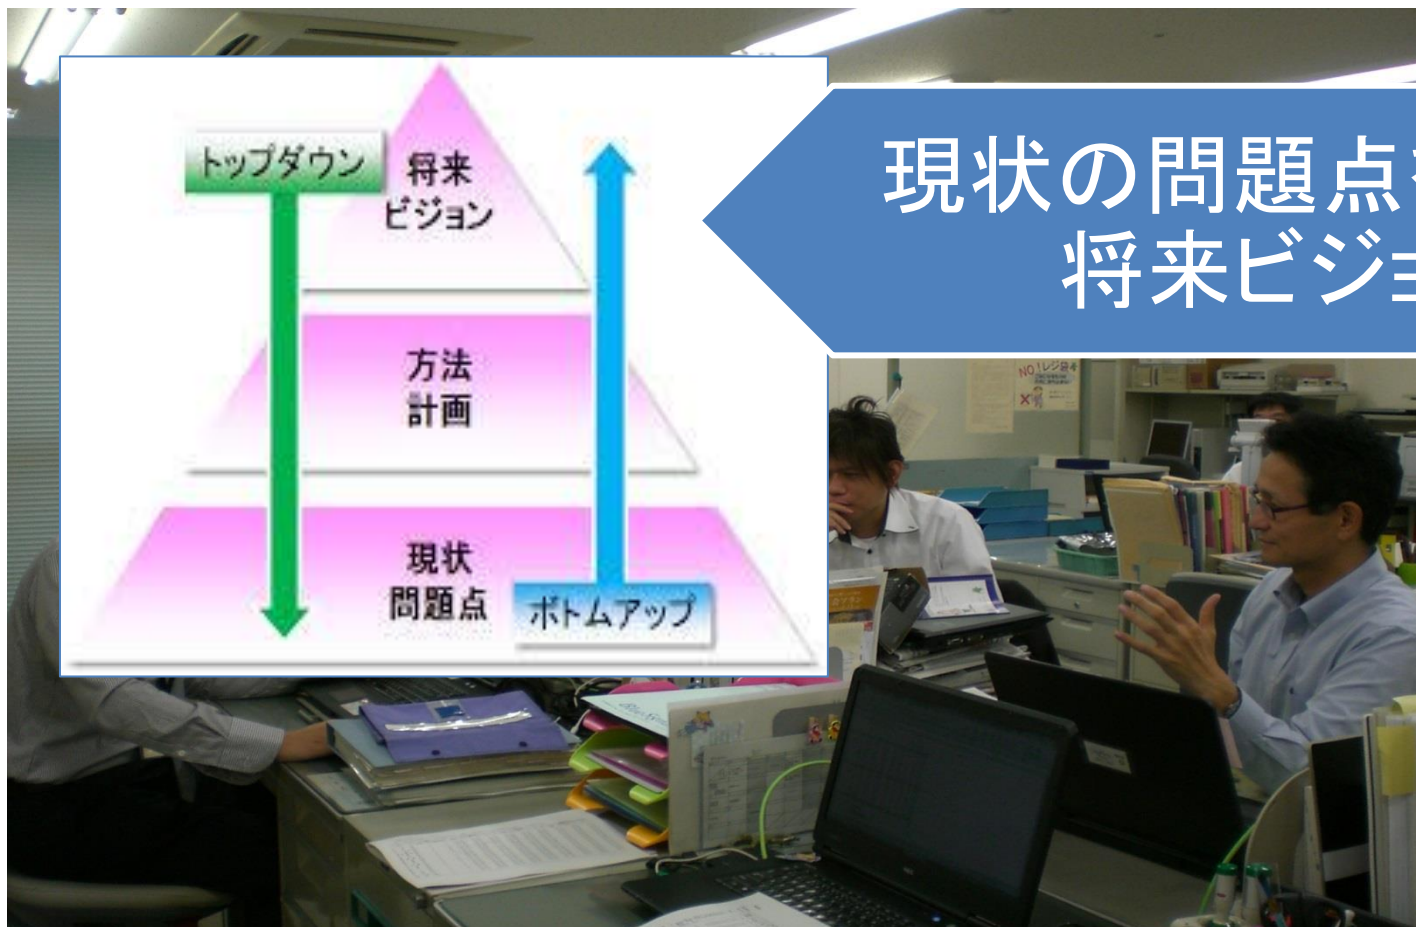 トップダウン
将来
ビジョン
方法
計画
現状
問題点
ボトムアップ
現状の問題点
将来ビジョ
NO!レジ袋